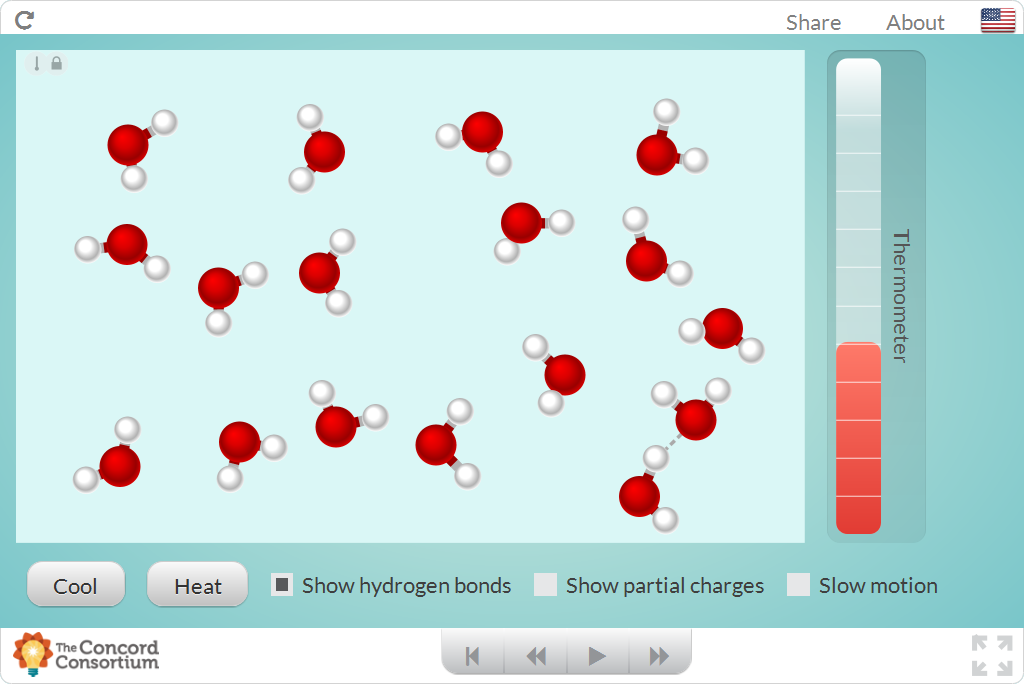 Share About
Thermometer
Cool Heat Show hydrogen bonds Show partial charges Slow motion
The Concord
Consortium